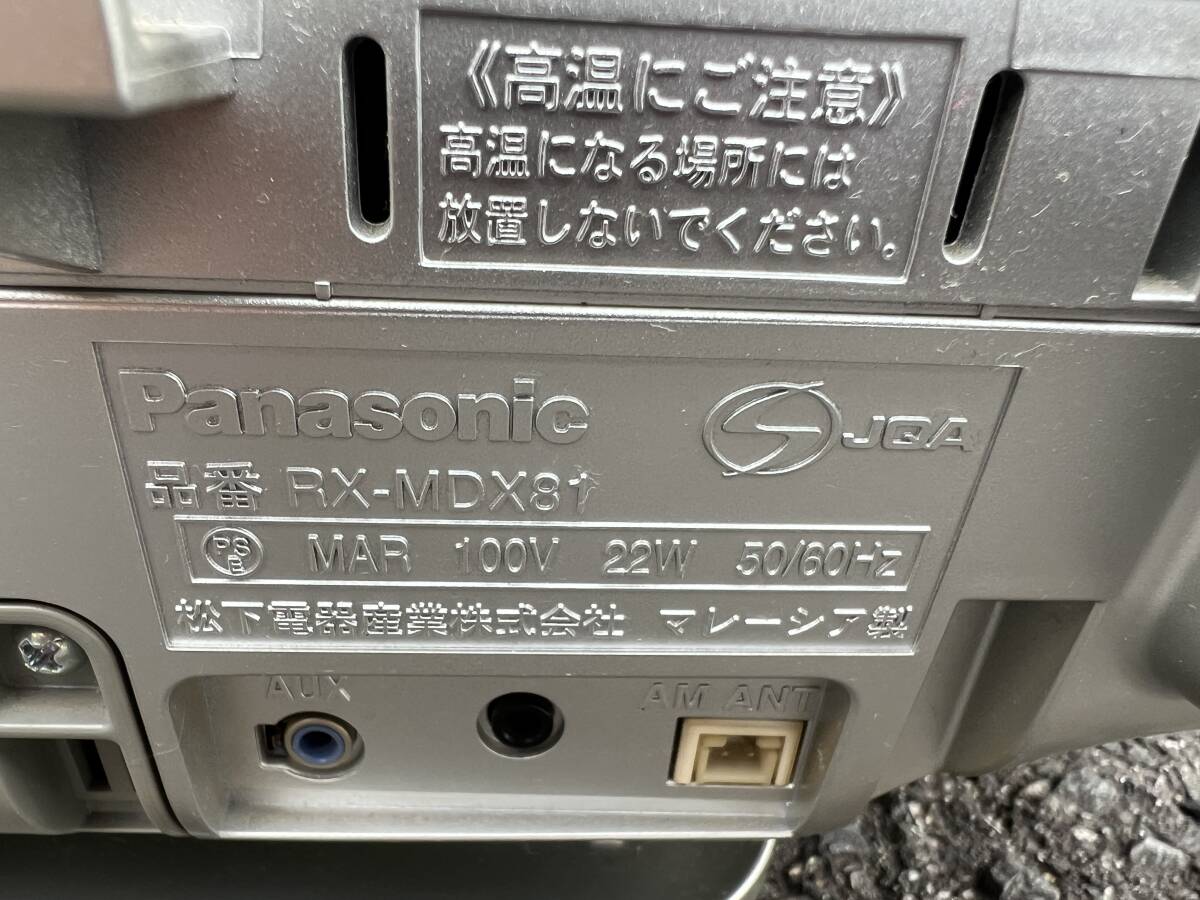 《高温にご注意》
高温になる場所には
放置しないでください。
Panasonic
S JQA
品番 RX-MDX81
PS E MAR 100V 22W 50/60Hz
松下電器産業株式会社 マレーシア製
AUX
AM ANT